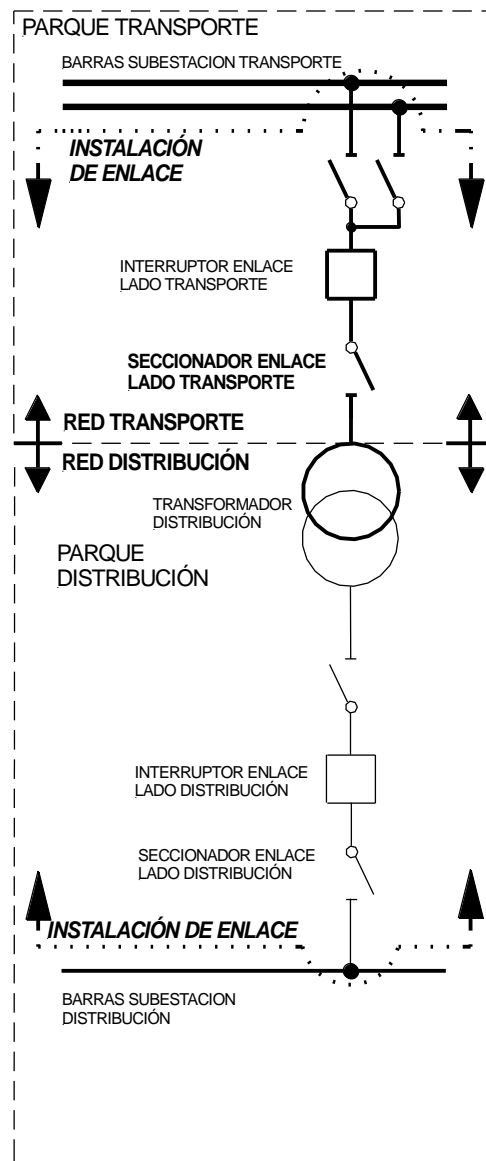 PARQUE TRANSPORTE
BARRAS SUBESTACION TRANSPORTE
INSTALACIÓN
DE ENLACE
INTERRUPTOR ENLACE
LADO TRANSPORTE
SECCIONADOR ENLACE
LADO TRANSPORTE
RED TRANSPORTE
RED DISTRIBUCIÓN
TRANSFORMADOR
DISTRIBUCIÓN
PARQUE
DISTRIBUCIÓN
INTERRUPTOR ENLACE
LADO DISTRIBUCIÓN
SECCIONADOR ENLACE
LADO DISTRIBUCIÓN
INSTALACIÓN DE ENLACE
BARRAS SUBESTACION
DISTRIBUCIÓN